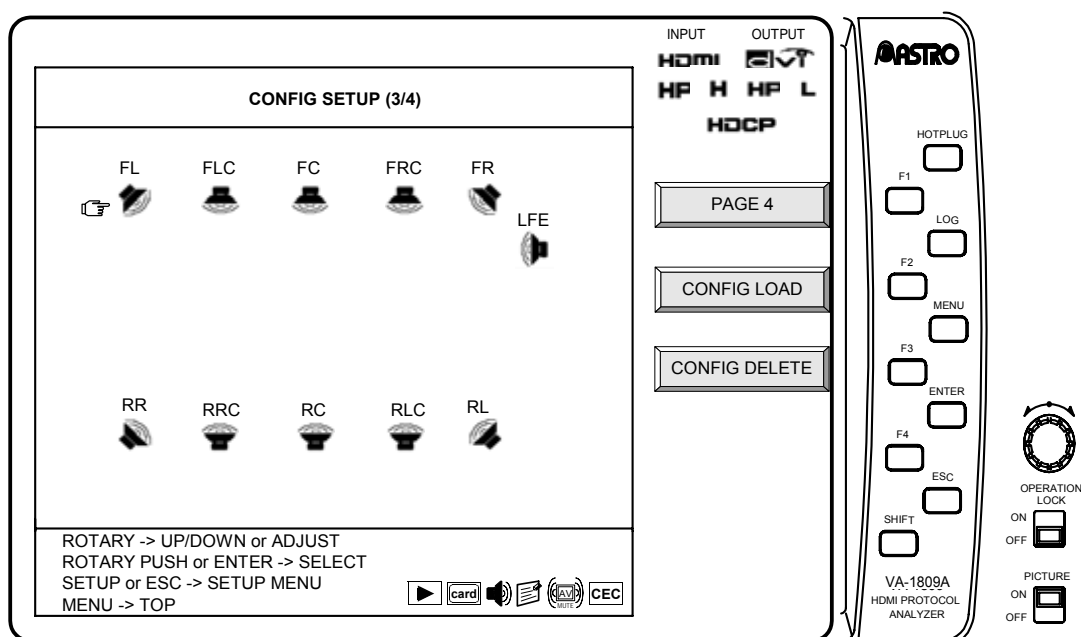 INPUT OUTPUT
HDMI DVI
HP H HP L
HDCP
CONFIG SETUP (3/4)
FL FLC FC FRC FR
LFE
RR RRC RC RLC RL
PAGE 4
CONFIG LOAD
CONFIG DELETE
ROTARY -> UP/DOWN or ADJUST
ROTARY PUSH or ENTER -> SELECT
SETUP or ESC -> SETUP MENU
MENU -> TOP
card AV MUTE CEC
ASTRO
HOTPLUG
F1
LOG
F2
MENU
F3
ENTER
F4
ESC
SHIFT
VA-1809A
HDMI PROTOCOL
ANALYZER
OPERATION
LOCK
ON
OFF
PICTURE
ON
OFF